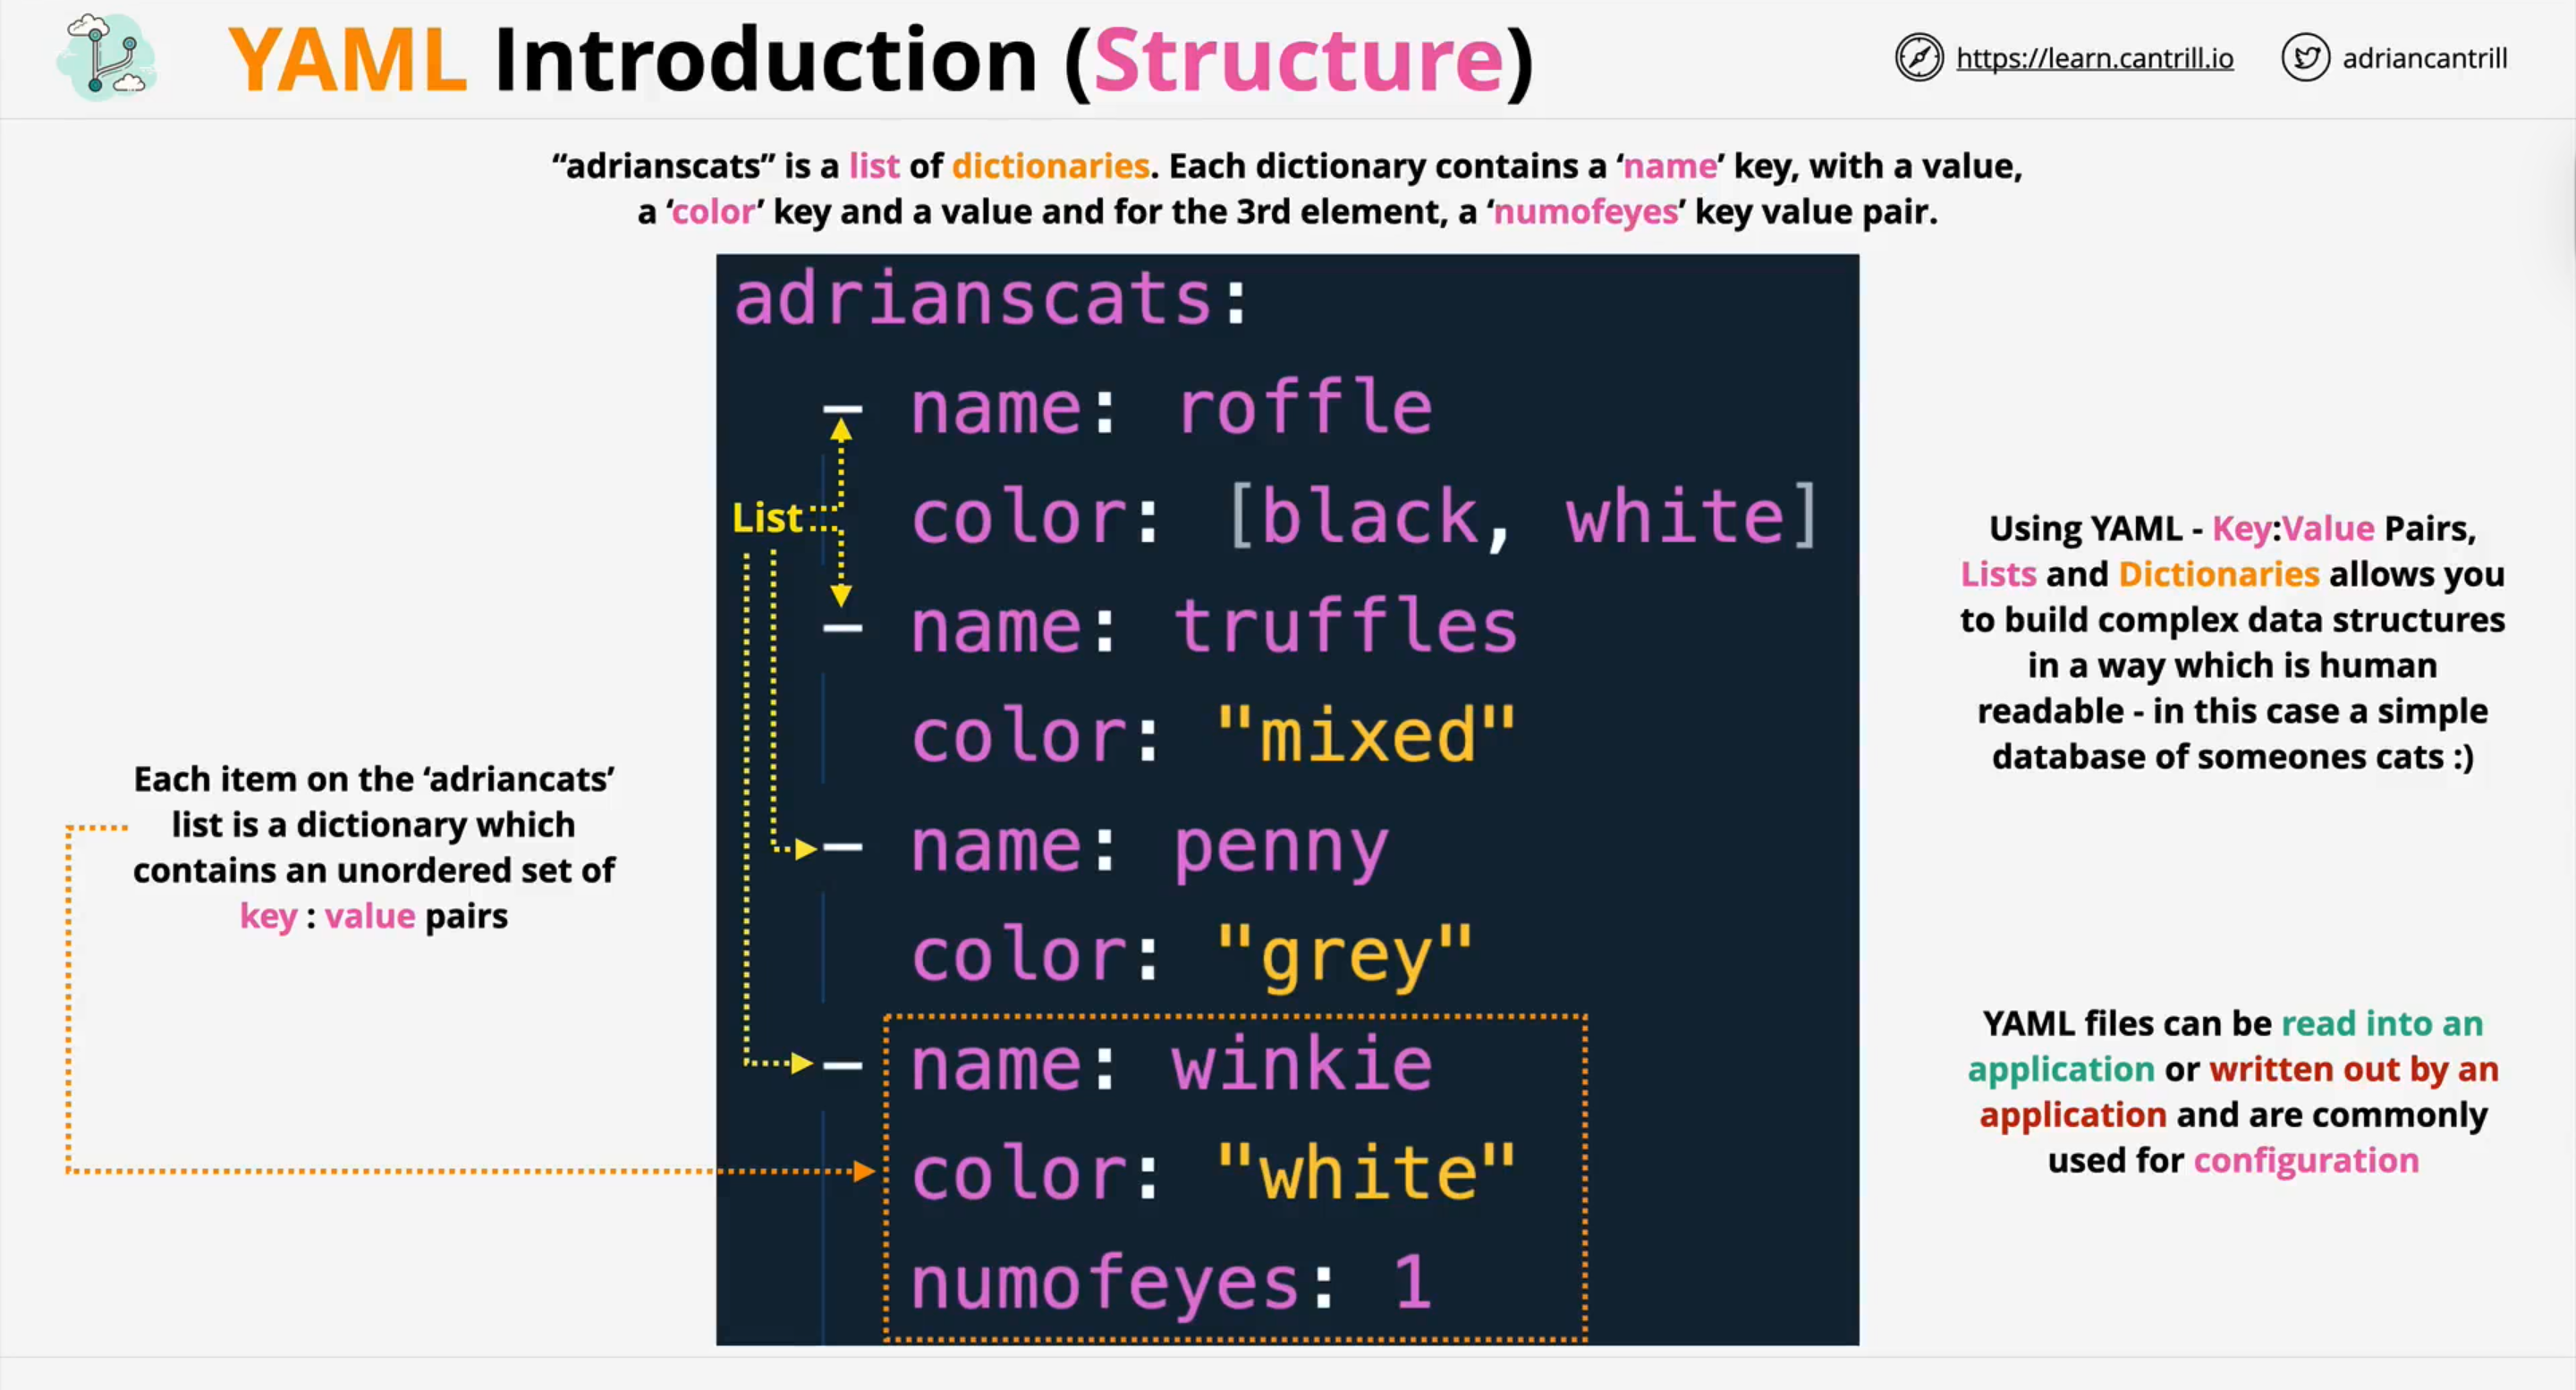 YAML Introduction (Structure)
https://learn.cantrill.io
adriancantrill
“adrianscats” is a list of dictionaries. Each dictionary contains a ‘name’ key, with a value,
a ‘color’ key and a value and for the 3rd element, a ‘numofeyes’ key value pair.
adrianscats:
- name: roffle
color: [black, white]
List
- name: truffles
color: "mixed"
- name: penny
color: "grey"
- name: winkie
color: "white"
numofeyes: 1
Each item on the ‘adriancats’
list is a dictionary which
contains an unordered set of
key : value pairs
Using YAML - Key:Value Pairs,
Lists and Dictionaries allows you
to build complex data structures
in a way which is human
readable - in this case a simple
database of someones cats :)
YAML files can be read into an
application or written out by an
application and are commonly
used for configuration